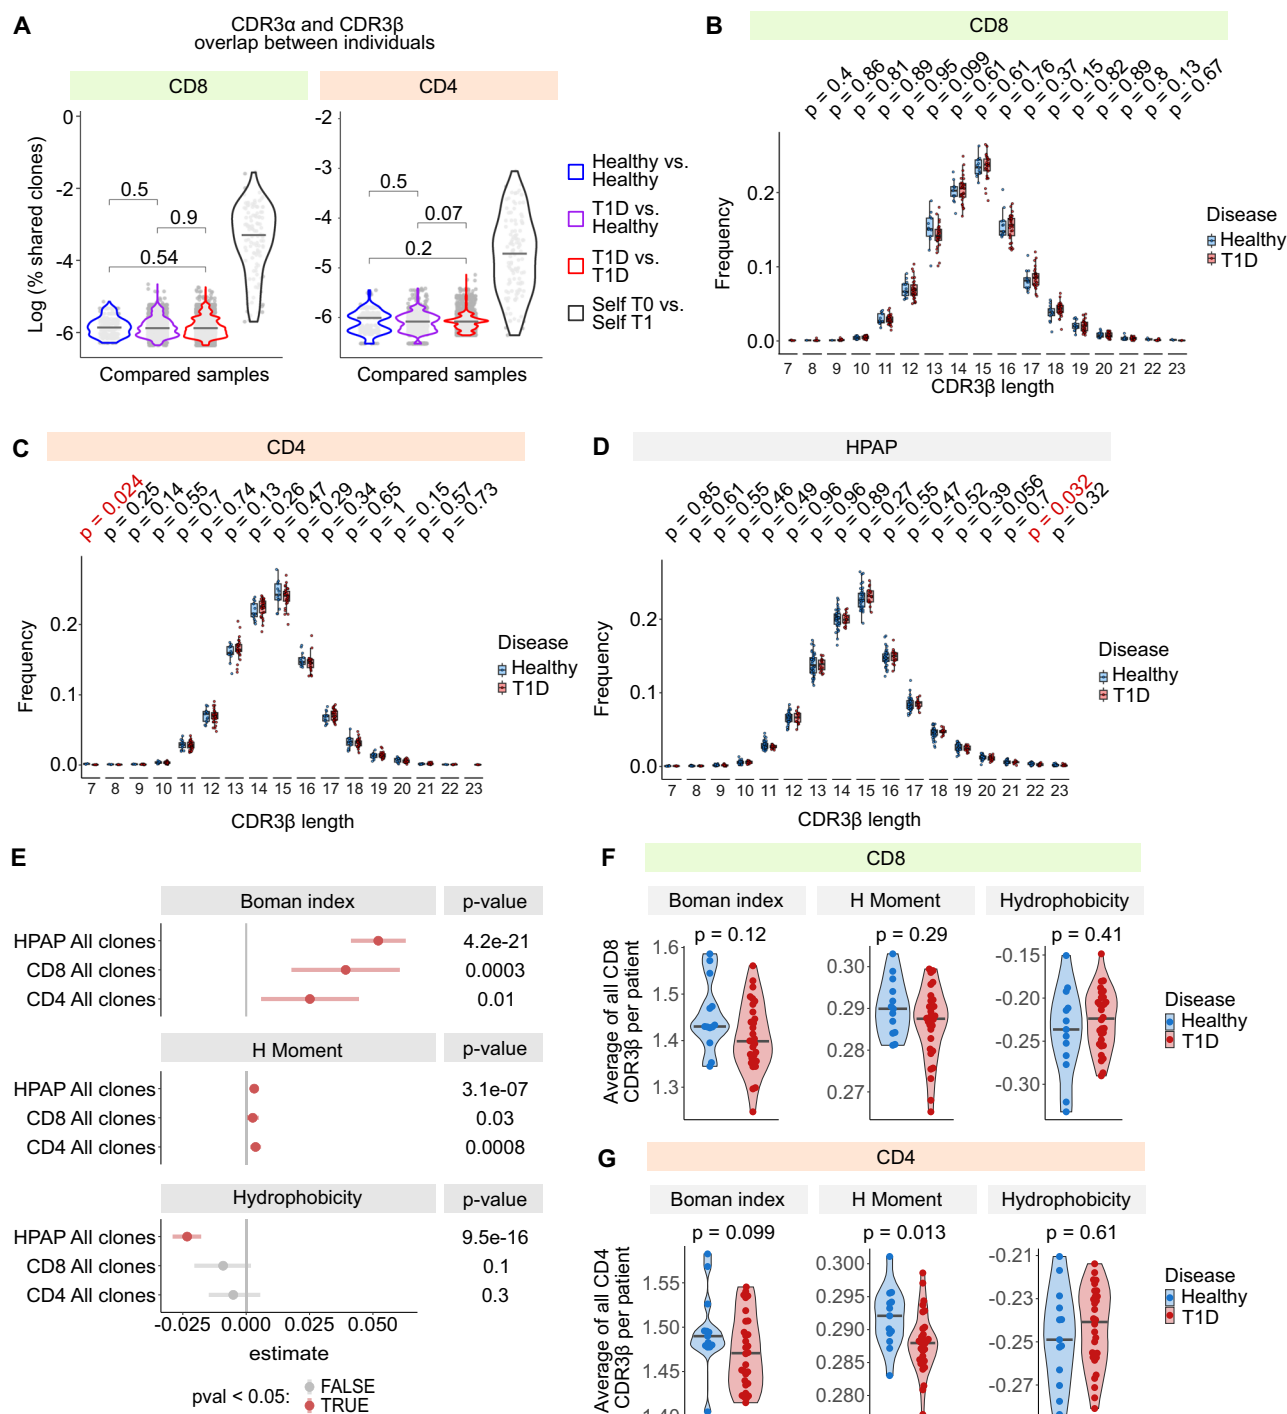 A
CDR3α and CDR3β
overlap between individuals
CD8
CD4
Log (% shared clones)
0
-2
-4
-6
0.5
0.9
0.54
-2
-3
-4
-5
-6
0.5
0.07
0.2
Compared samples
Compared samples
Healthy vs.
Healthy
T1D vs.
Healthy
T1D vs.
T1D
Self T0 vs.
Self T1
B
CD8
p = 0.4
p = 0.86
p = 0.81
p = 0.89
p = 0.95
p = 0.099
p = 0.61
p = 0.61
p = 0.76
p = 0.37
p = 0.15
p = 0.82
p = 0.89
p = 0.8
p = 0.13
p = 0.67
Frequency
0.2
0.1
0.0
7 8 9 10 11 12 13 14 15 16 17 18 19 20 21 22 23
CDR3β length
Disease
Healthy
T1D
C
CD4
p = 0.024
p = 0.25
p = 0.14
p = 0.55
p = 0.7
p = 0.74
p = 0.13
p = 0.26
p = 0.47
p = 0.29
p = 0.34
p = 0.65
p = 1
p = 0.15
p = 0.57
p = 0.73
Frequency
0.2
0.1
0.0
7 8 9 10 11 12 13 14 15 16 17 18 19 20 21 22 23
CDR3β length
Disease
Healthy
T1D
D
HPAP
p = 0.85
p = 0.61
p = 0.55
p = 0.46
p = 0.49
p = 0.96
p = 0.96
p = 0.89
p = 0.27
p = 0.55
p = 0.47
p = 0.52
p = 0.39
p = 0.056
p = 0.7
p = 0.032
p = 0.32
Frequency
0.2
0.1
0.0
7 8 9 10 11 12 13 14 15 16 17 18 19 20 21 22 23
CDR3β length
Disease
Healthy
T1D
E
Boman index
p-value
HPAP All clones
4.2e-21
CD8 All clones
0.0003
CD4 All clones
0.01
H Moment
p-value
HPAP All clones
3.1e-07
CD8 All clones
0.03
CD4 All clones
0.0008
Hydrophobicity
p-value
HPAP All clones
9.5e-16
CD8 All clones
0.1
CD4 All clones
0.3
-0.025 0.000 0.025 0.050
estimate
pval < 0.05:
FALSE
TRUE
F
CD8
Boman index
H Moment
Hydrophobicity
p = 0.12
p = 0.29
p = 0.41
Average of all CD8
CDR3β per patient
1.6
1.5
1.4
1.3
0.30
0.29
0.28
0.27
-0.15
-0.20
-0.25
-0.30
Disease
Healthy
T1D
G
CD4
Boman index
H Moment
Hydrophobicity
p = 0.099
p = 0.013
p = 0.61
Average of all CD4
CDR3β per patient
1.55
1.50
1.45
1.40
0.300
0.295
0.290
0.285
0.280
-0.21
-0.23
-0.25
-0.27
Disease
Healthy
T1D